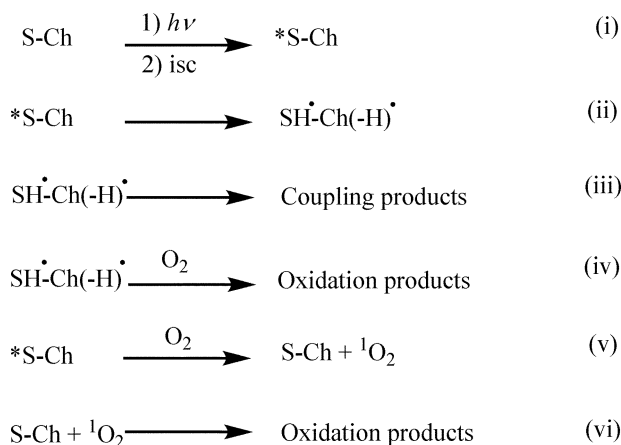 S-Ch 1) hν 2) isc *S-Ch (i)
*S-Ch SH•-Ch(-H)• (ii)
SH•-Ch(-H)• Coupling products (iii)
SH•-Ch(-H)• O₂ Oxidation products (iv)
*S-Ch O₂ S-Ch + ¹O₂ (v)
S-Ch + ¹O₂ Oxidation products (vi)